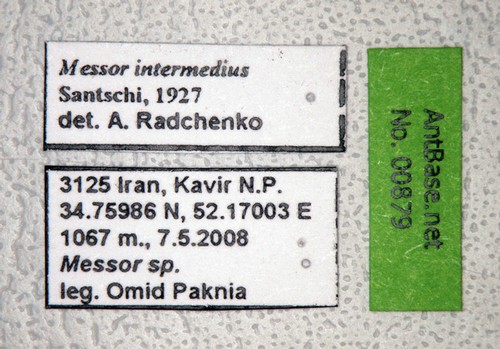 Messor intermedius
Santschi, 1927
det. A. Radchenko
3125 Iran, Kavir N.P.
34.75986 N, 52.17003 E
1067 m., 7.5.2008
Messor sp.
leg. Omid Paknia
AntBase.net
No. 00879